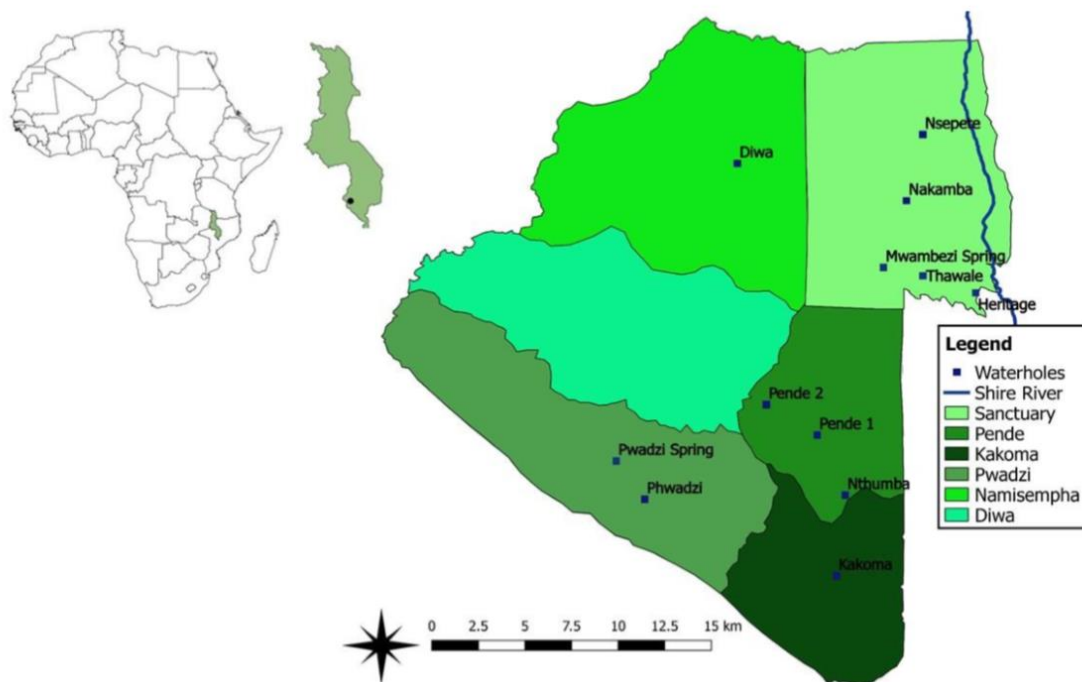 Nsepete
Diwa
Nakamba
Mwambezi Spring
Thawale
Heritage
Legend
Waterholes
Shire River
Sanctuary
Pende
Kakoma
Pwadzi
Namisempha
Diwa
Pende 2
Pende 1
Pwadzi Spring
Phwadzi
Nthumba
Kakoma
0 2.5 5 7.5 10 12.5 15 km